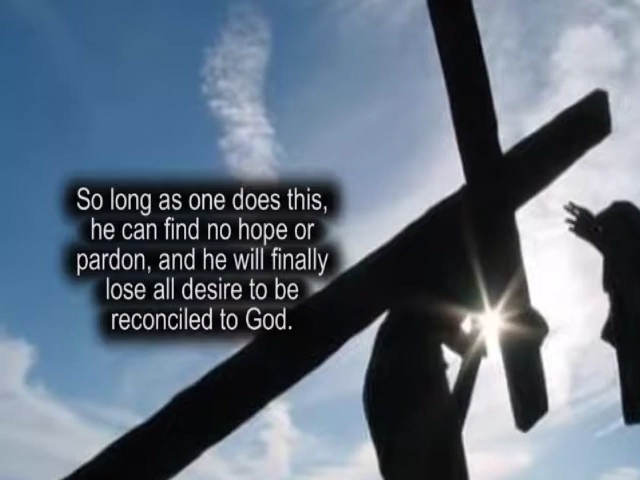 So long as one does this,
he can find no hope or
pardon, and he will finally
lose all desire to be
reconciled to God.